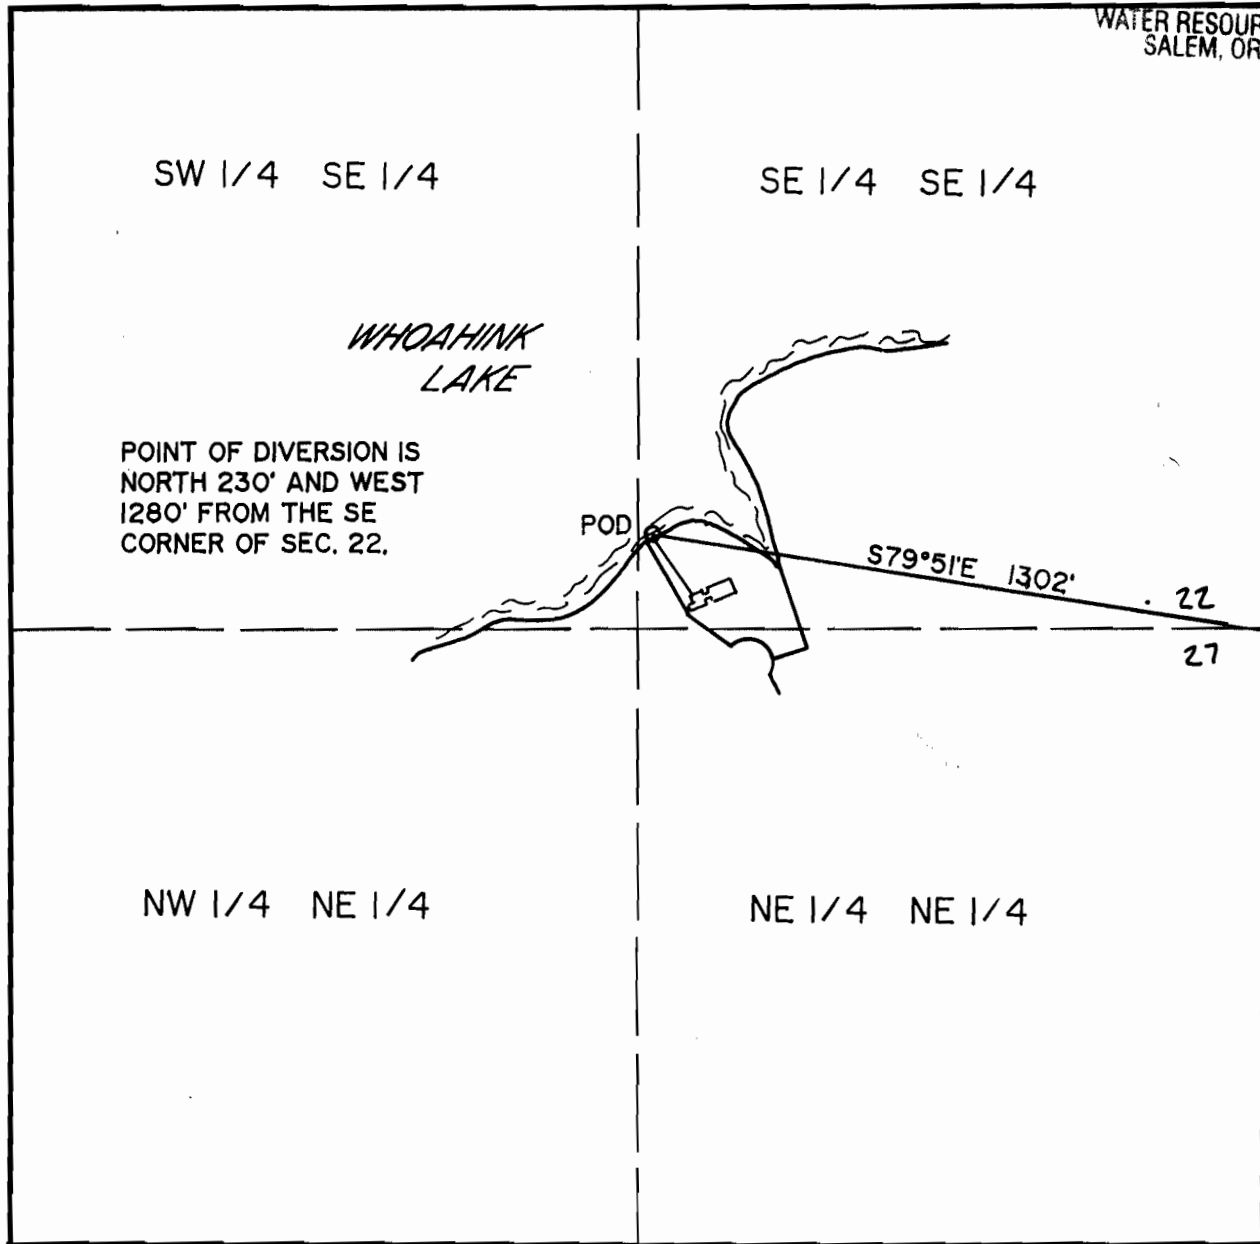 WATER RESOUR
SALEM, OR
SW 1/4 SE 1/4
SE 1/4 SE 1/4
WHOAHINK
LAKE
POINT OF DIVERSION IS
NORTH 230' AND WEST
1280' FROM THE SE
CORNER OF SEC. 22.
POD
S79°51'E 1302'
22
27
NW 1/4 NE 1/4
NE 1/4 NE 1/4